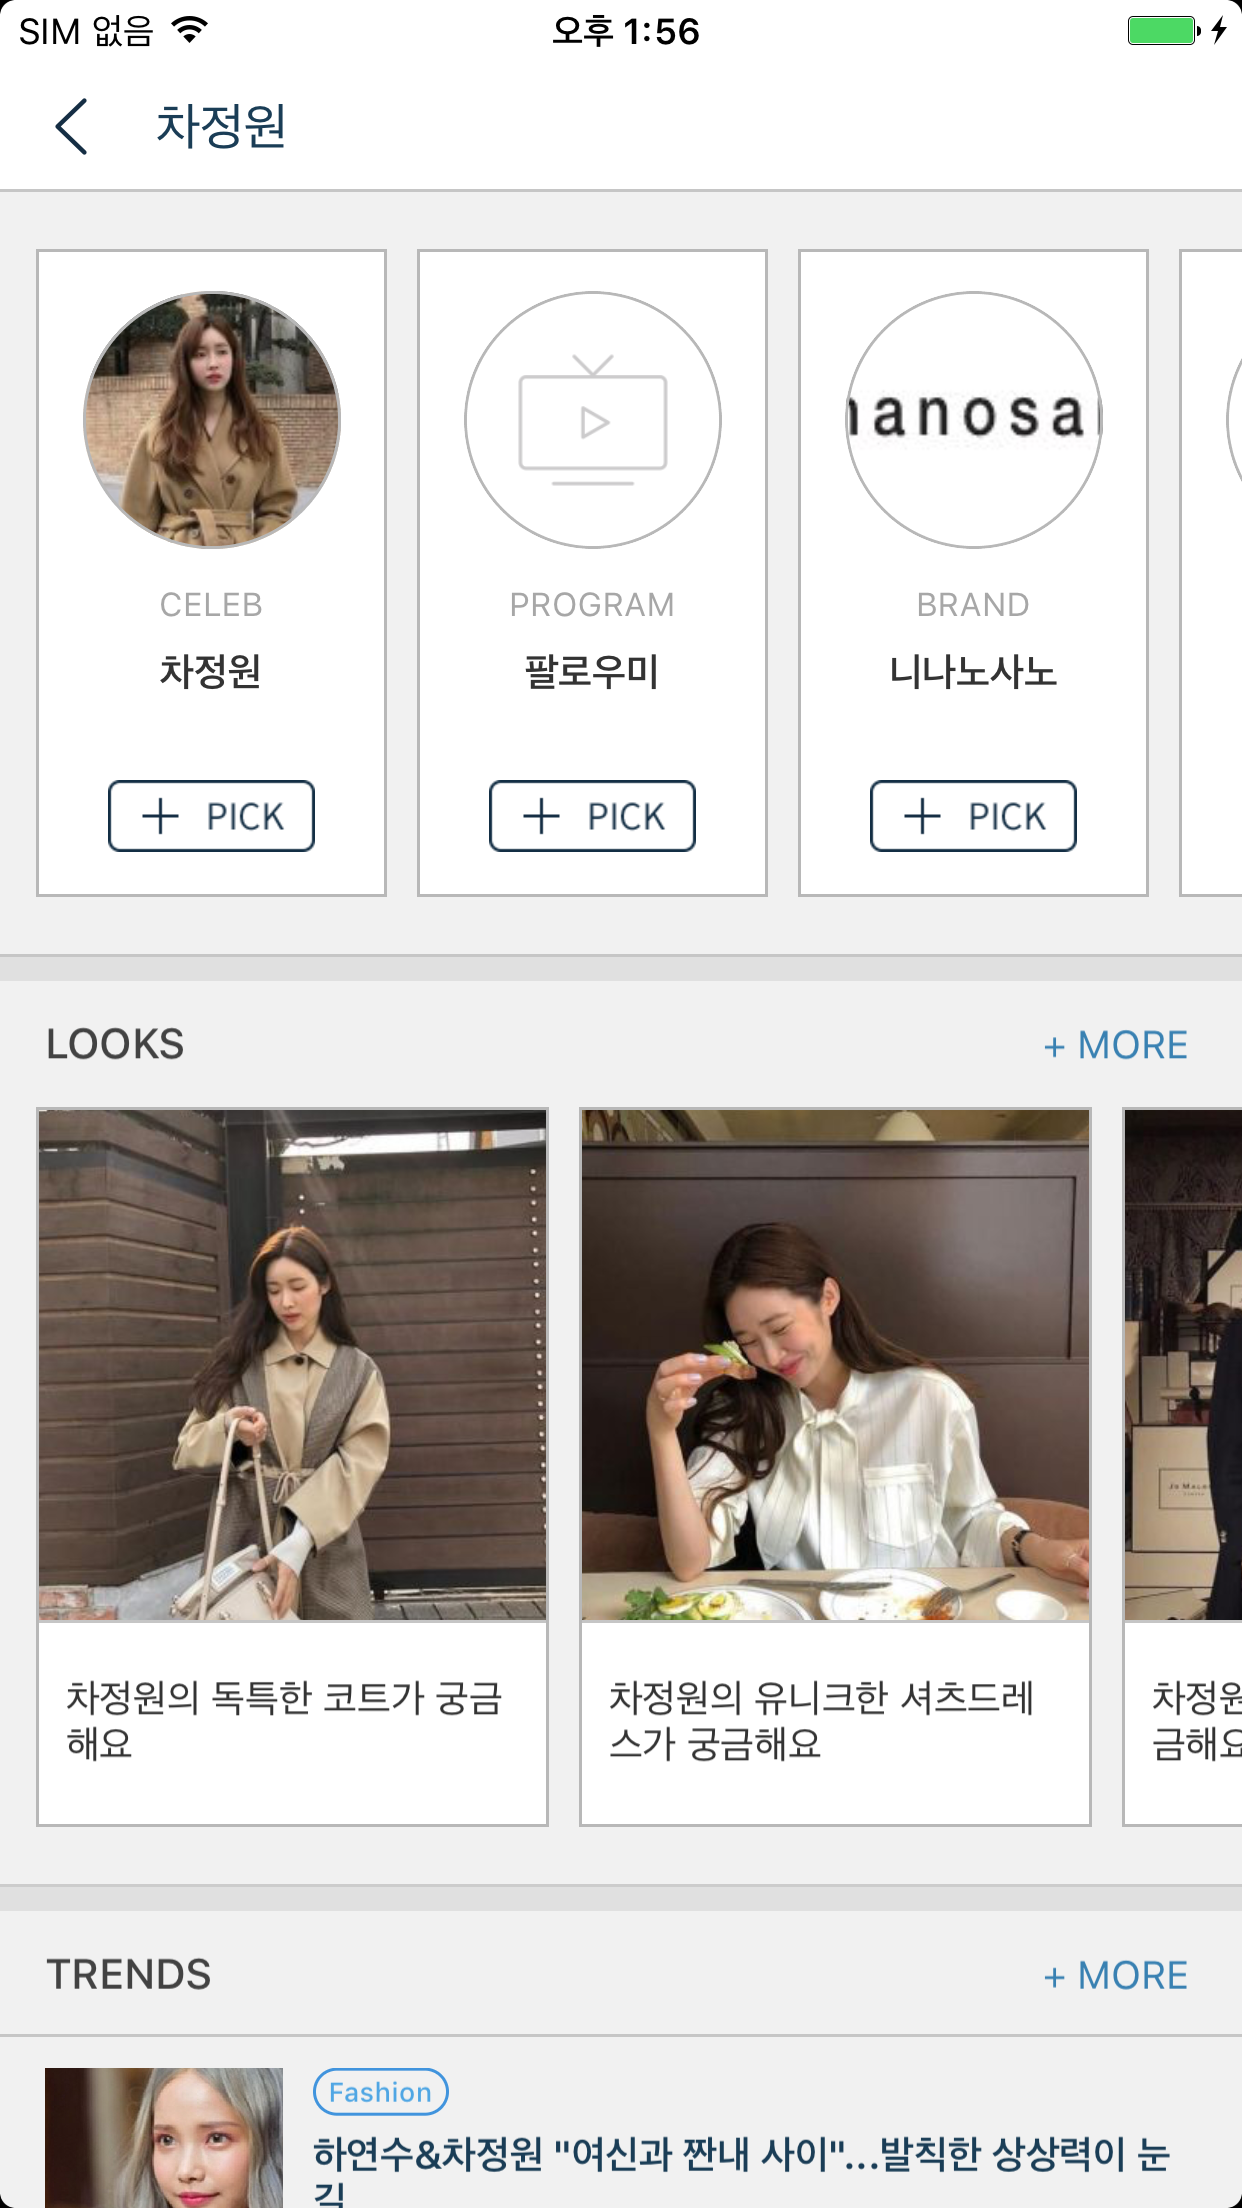 SIM 없음
오후 1:56
차정원
CELEB
차정원
+ PICK
PROGRAM
팔로우미
+ PICK
nanosa
BRAND
니나노사노
+ PICK
LOOKS
+ MORE
차정원의 독특한 코트가 궁금
해요
차정원의 유니크한 셔츠드레
스가 궁금해요
차정원
금해요
TRENDS
+ MORE
Fashion
하연수&차정원 "여신과 짠내 사이"...발칙한 상상력이 눈
길